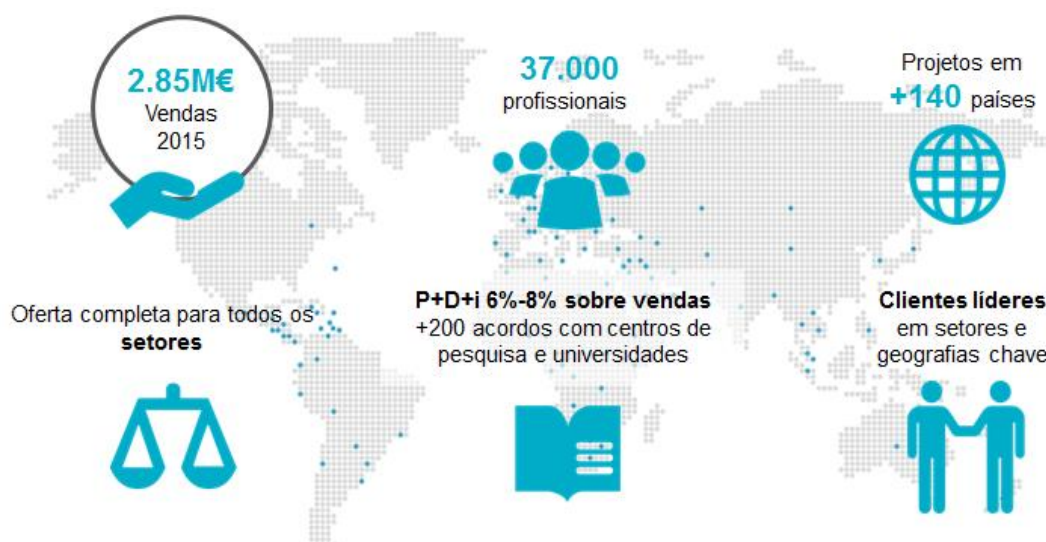 2.85M€
Vendas
2015
37.000
profissionais
Projetos em
+140 países
Oferta completa para todos os
setores
P+D+i 6%-8% sobre vendas
+200 acordos com centros de
pesquisa e universidades
Clientes líderes
em setores e
geografias chave